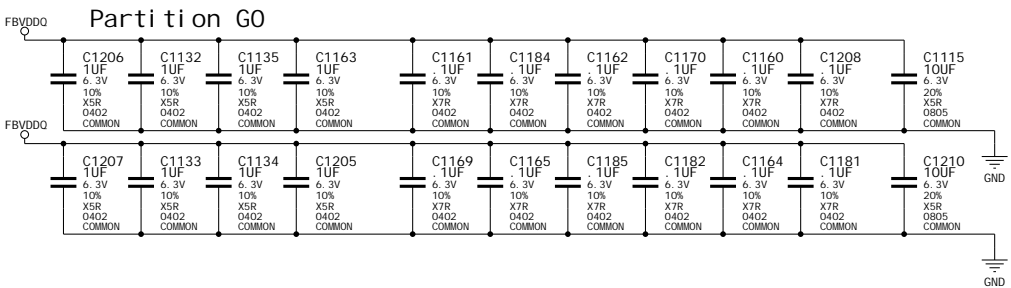 Partition G0
FBVDDQ
C1206 C1132 C1135 C1163 C1161 C1184 C1162 C1170 C1160 C1208 C1115
1UF 1UF 1UF 1UF .1UF .1UF .1UF .1UF .1UF .1UF 10UF
6.3V 6.3V 6.3V 6.3V 6.3V 6.3V 6.3V 6.3V 6.3V 6.3V 6.3V
10% 10% 10% 10% 10% 10% 10% 10% 10% 10% 20%
X5R X5R X5R X5R X7R X7R X7R X7R X7R X7R X5R
0402 0402 0402 0402 0402 0402 0402 0402 0402 0402 0805
COMMON COMMON COMMON COMMON COMMON COMMON COMMON COMMON COMMON COMMON COMMON
FBVDDQ
GND
C1207 C1133 C1134 C1205 C1169 C1165 C1185 C1182 C1164 C1181 C1210
1UF 1UF 1UF 1UF .1UF .1UF .1UF .1UF .1UF .1UF 10UF
6.3V 6.3V 6.3V 6.3V 6.3V 6.3V 6.3V 6.3V 6.3V 6.3V 6.3V
10% 10% 10% 10% 10% 10% 10% 10% 10% 10% 20%
X5R X5R X5R X5R X7R X7R X7R X7R X7R X7R X5R
0402 0402 0402 0402 0402 0402 0402 0402 0402 0402 0805
COMMON COMMON COMMON COMMON COMMON COMMON COMMON COMMON COMMON COMMON COMMON
GND